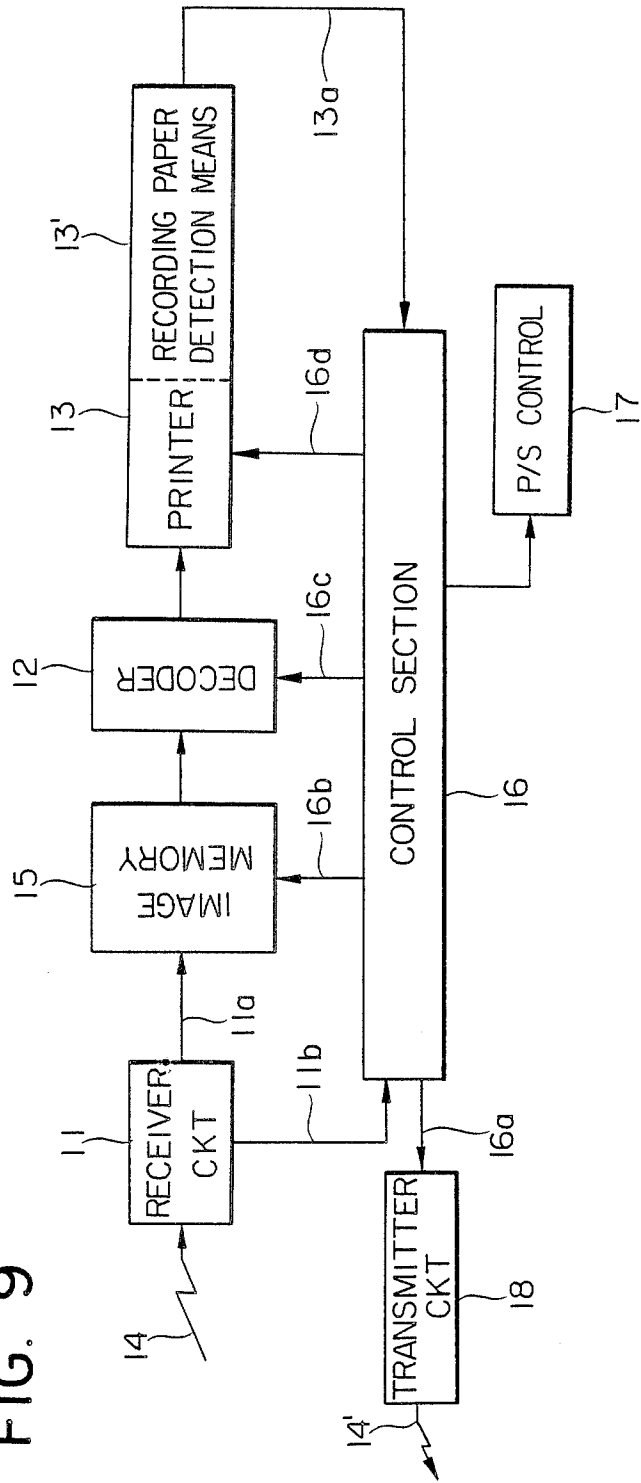 FIG. 9
14
11
RECEIVER
CKT
11a
11b
15
IMAGE
MEMORY
12
DECODER
13
PRINTER
13'
RECORDING PAPER
DETECTION MEANS
13a
16b
16c
16d
CONTROL SECTION
16
16a
TRANSMITTER
CKT
18
14'
P/S CONTROL
17